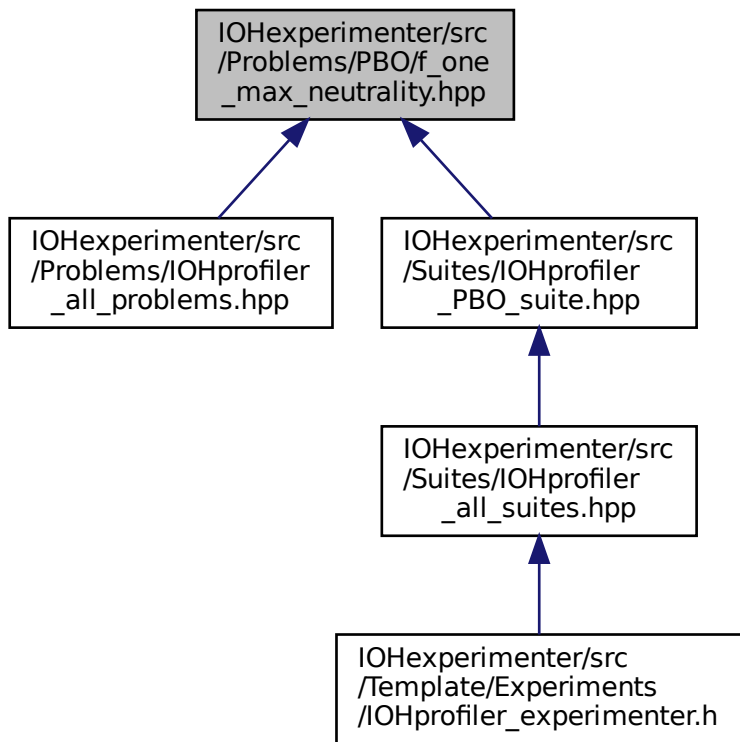 IOHexperimenter/src
/Problems/PBO/f_one
_max_neutrality.hpp
IOHexperimenter/src
/Problems/IOHprofiler
_all_problems.hpp
IOHexperimenter/src
/Suites/IOHprofiler
_PBO_suite.hpp
IOHexperimenter/src
/Suites/IOHprofiler
_all_suites.hpp
IOHexperimenter/src
/Template/Experiments
/IOHprofiler_experimenter.h